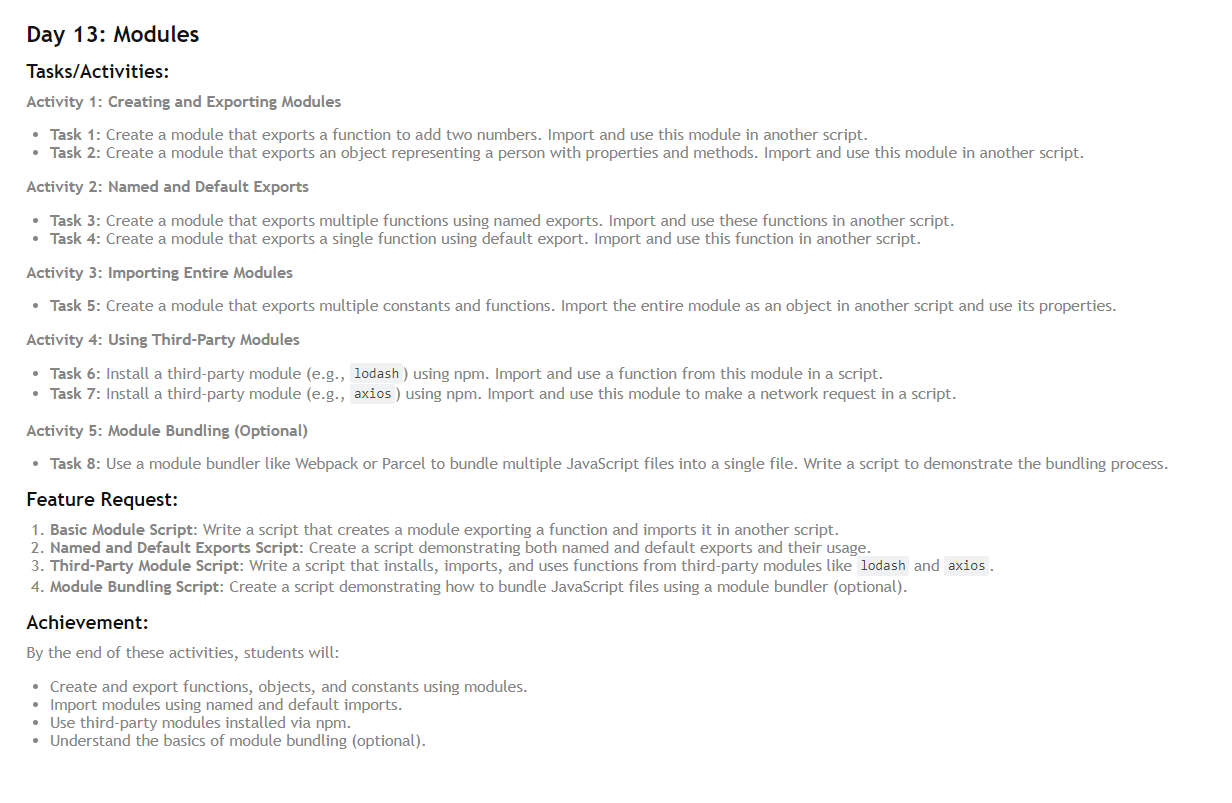 Day 13: Modules
Tasks/Activities:
Activity 1: Creating and Exporting Modules
• Task 1: Create a module that exports a function to add two numbers. Import and use this module in another script.
• Task 2: Create a module that exports an object representing a person with properties and methods. Import and use this module in another script.
Activity 2: Named and Default Exports
• Task 3: Create a module that exports multiple functions using named exports. Import and use these functions in another script.
• Task 4: Create a module that exports a single function using default export. Import and use this function in another script.
Activity 3: Importing Entire Modules
• Task 5: Create a module that exports multiple constants and functions. Import the entire module as an object in another script and use its properties.
Activity 4: Using Third-Party Modules
• Task 6: Install a third-party module (e.g., lodash) using npm. Import and use a function from this module in a script.
• Task 7: Install a third-party module (e.g., axios) using npm. Import and use this module to make a network request in a script.
Activity 5: Module Bundling (Optional)
• Task 8: Use a module bundler like Webpack or Parcel to bundle multiple JavaScript files into a single file. Write a script to demonstrate the bundling process.
Feature Request:
1. Basic Module Script: Write a script that creates a module exporting a function and imports it in another script.
2. Named and Default Exports Script: Create a script demonstrating both named and default exports and their usage.
3. Third-Party Module Script: Write a script that installs, imports, and uses functions from third-party modules like lodash and axios.
4. Module Bundling Script: Create a script demonstrating how to bundle JavaScript files using a module bundler (optional).
Achievement:
By the end of these activities, students will:
• Create and export functions, objects, and constants using modules.
• Import modules using named and default imports.
• Use third-party modules installed via npm.
• Understand the basics of module bundling (optional).